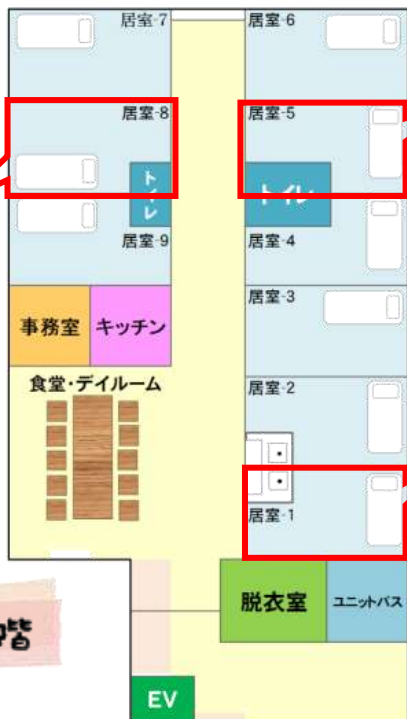 居室-7
居室-6
居室-8
居室-5
トイレ
トイレ
居室-9
居室-4
居室-3
事務室
キッチン
食堂・デイルーム
居室-2
居室-1
脱衣室
ユニットバス
階
EV